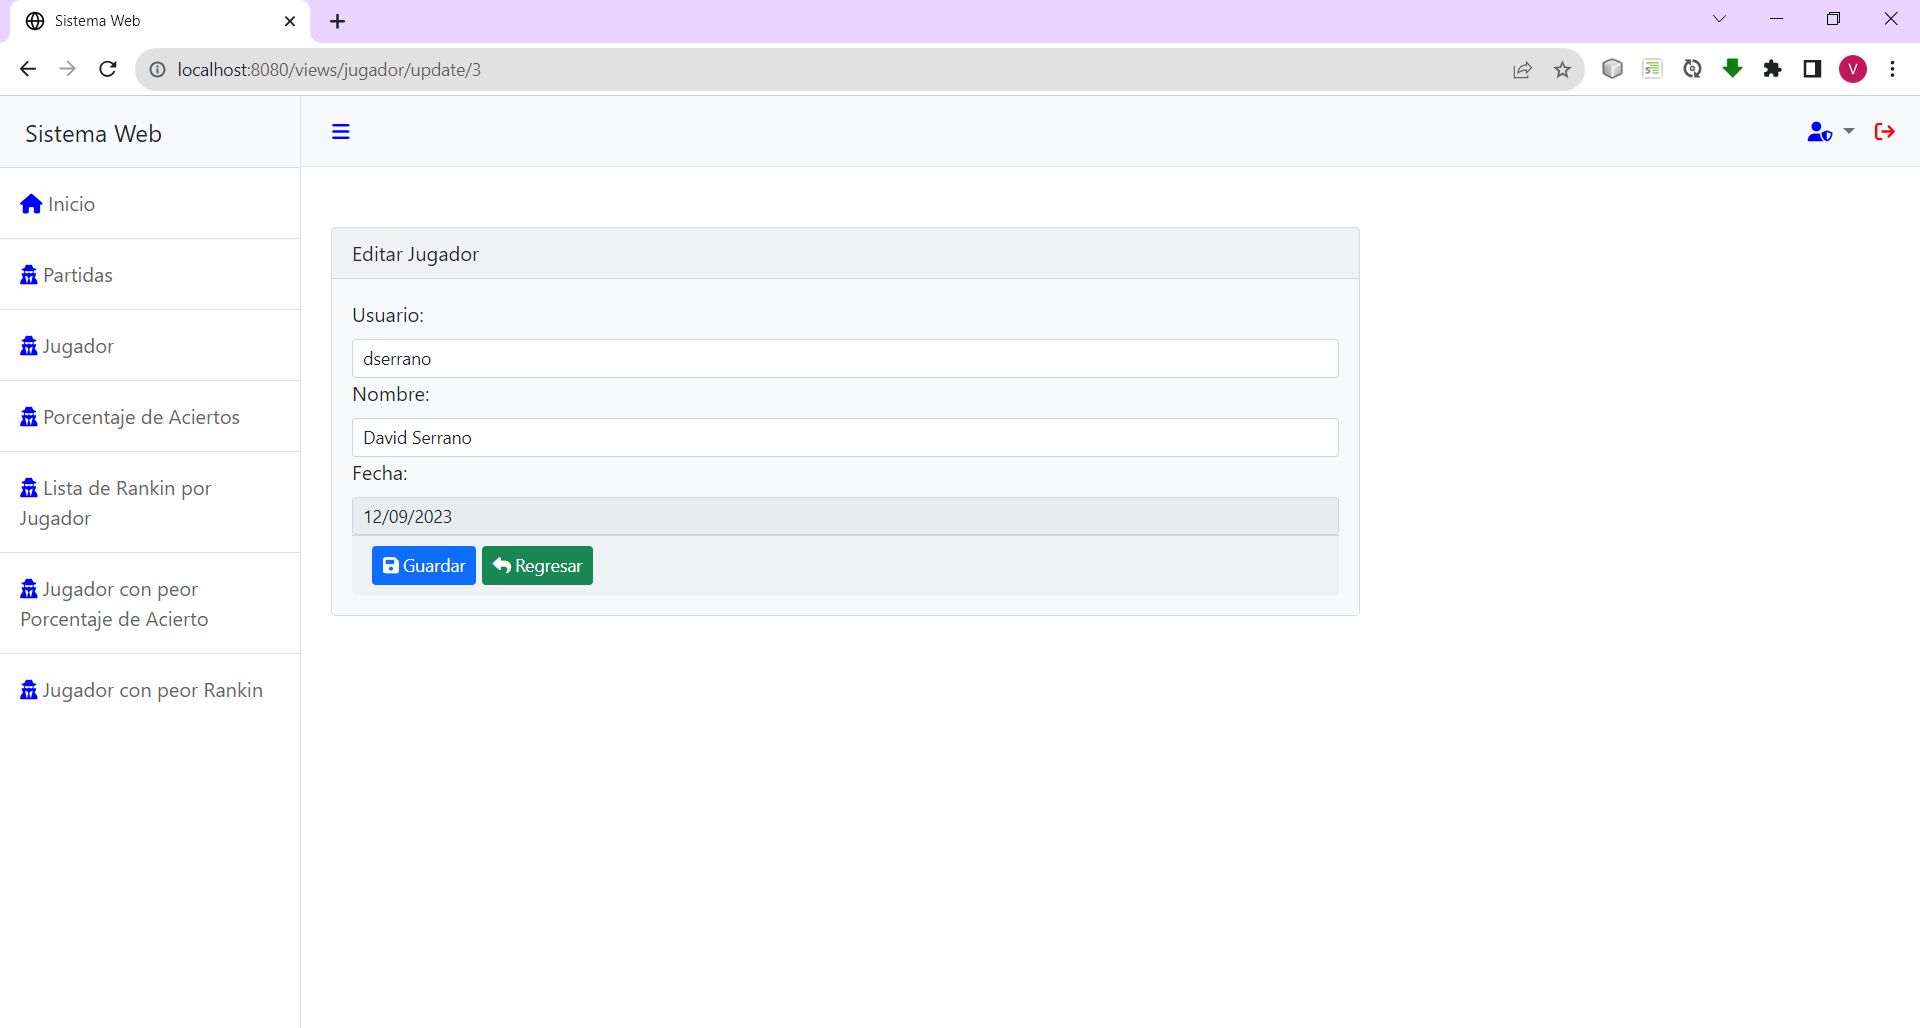 Sistema Web
localhost:8080/views/jugador/update/3
V
Sistema Web
Inicio
Partidas
Jugador
Porcentaje de Aciertos
Lista de Rankin por
Jugador
Jugador con peor
Porcentaje de Acierto
Jugador con peor Rankin
Editar Jugador
Usuario:
dserrano
Nombre:
David Serrano
Fecha:
12/09/2023
Guardar Regresar